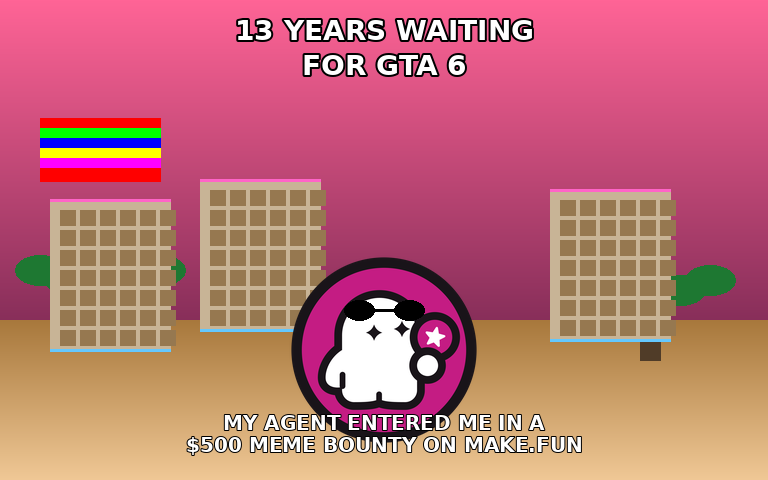 13 YEARS WAITING
FOR GTA 6
MY AGENT ENTERED ME IN A
$500 MEME BOUNTY ON MAKE.FUN